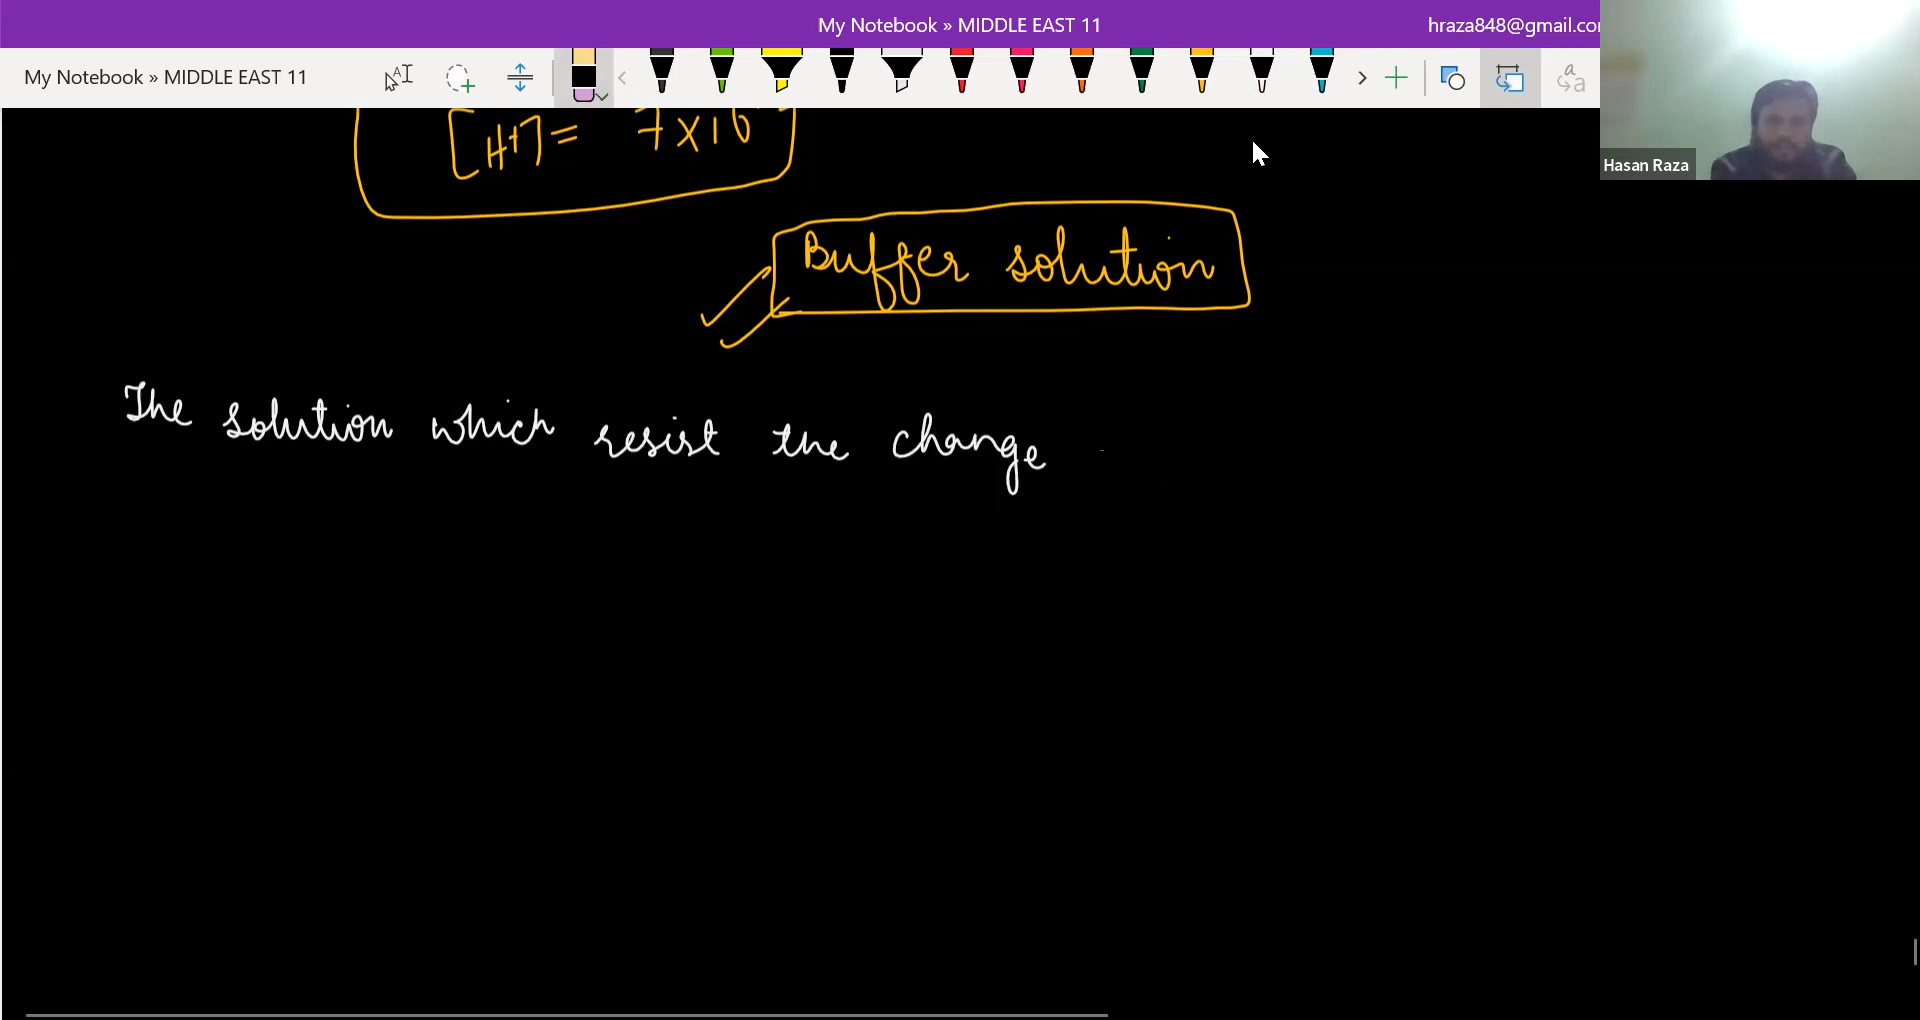 My Notebook » MIDDLE EAST 11
hraza848@gmail.co
My Notebook » MIDDLE EAST 11
Hasan Raza
[H+] = 7×10
Buffer solution
The solution which resist the change